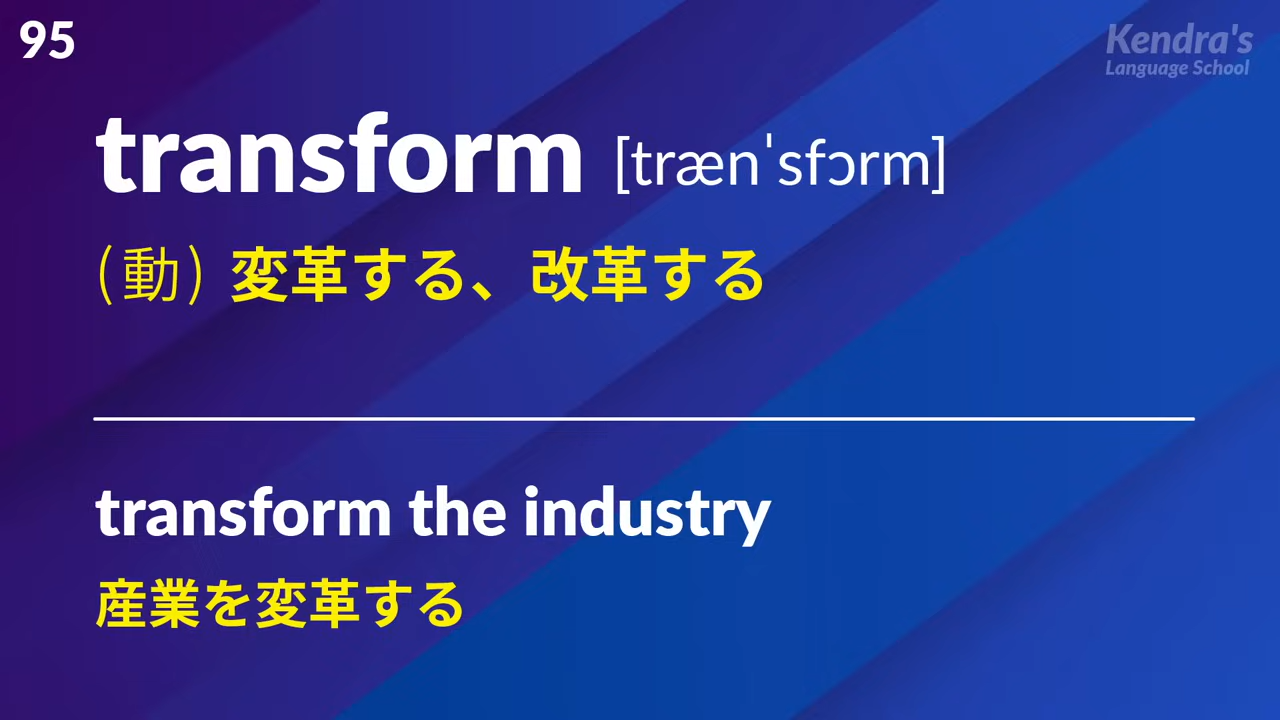 95
Kendra's
Language School
transform [trænˈsfɔrm]
(動) 変革する、改革する
transform the industry
産業を変革する